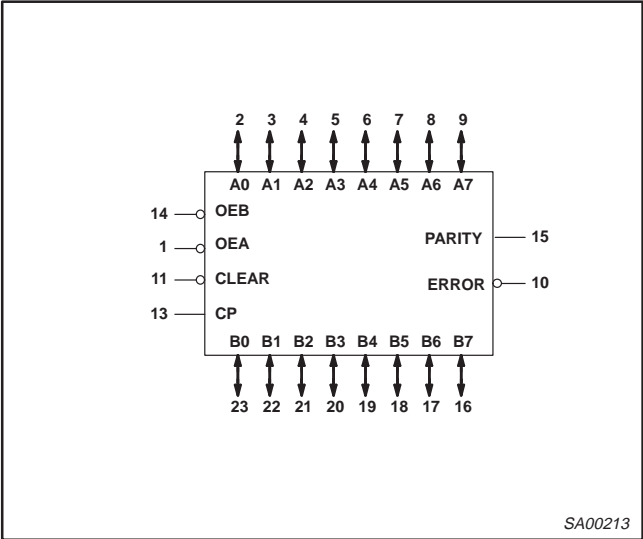 2 3 4 5 6 7 8 9
A0 A1 A2 A3 A4 A5 A6 A7
14 OEB
1 OEA
PARITY 15
11 CLEAR
ERROR 10
13 CP
B0 B1 B2 B3 B4 B5 B6 B7
23 22 21 20 19 18 17 16
SA00213